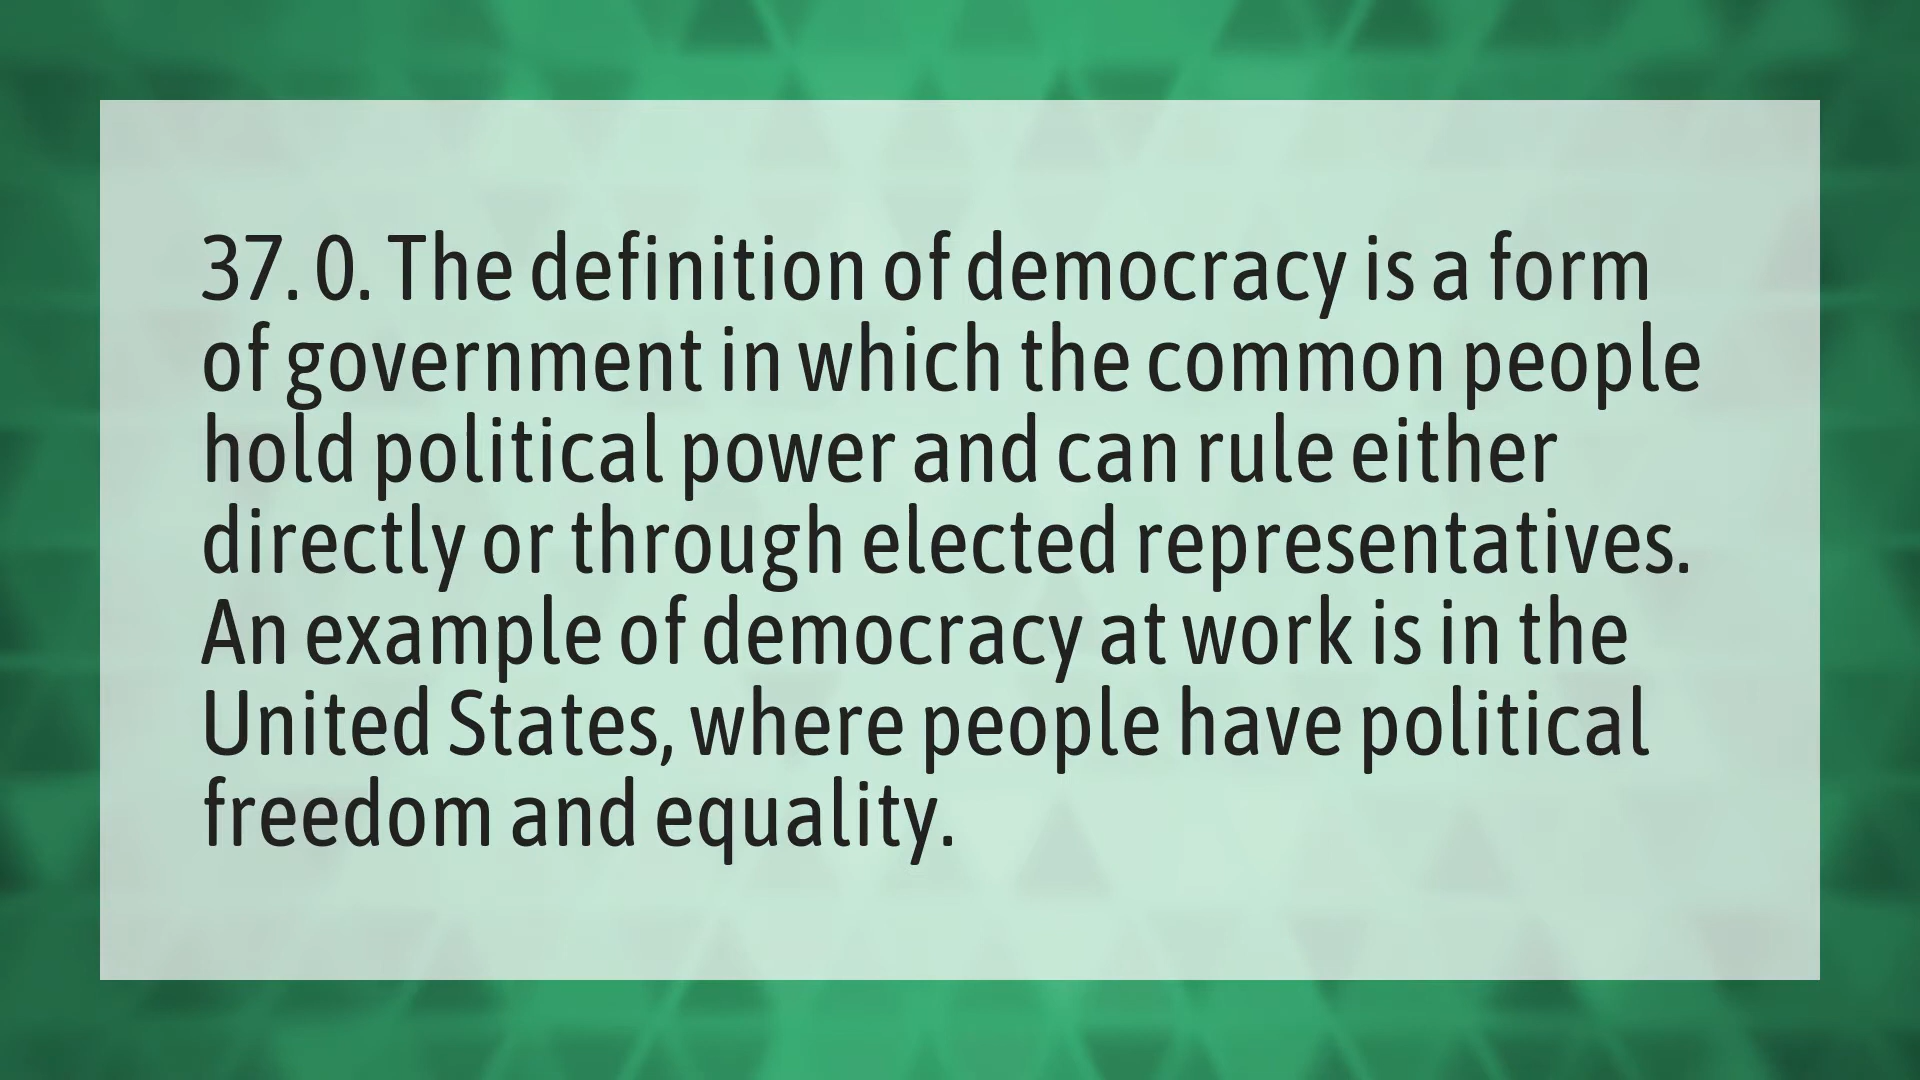 37. 0. The definition of democracy is a form
of government in which the common people
hold political power and can rule either
directly or through elected representatives.
An example of democracy at work is in the
United States, where people have political
freedom and equality.